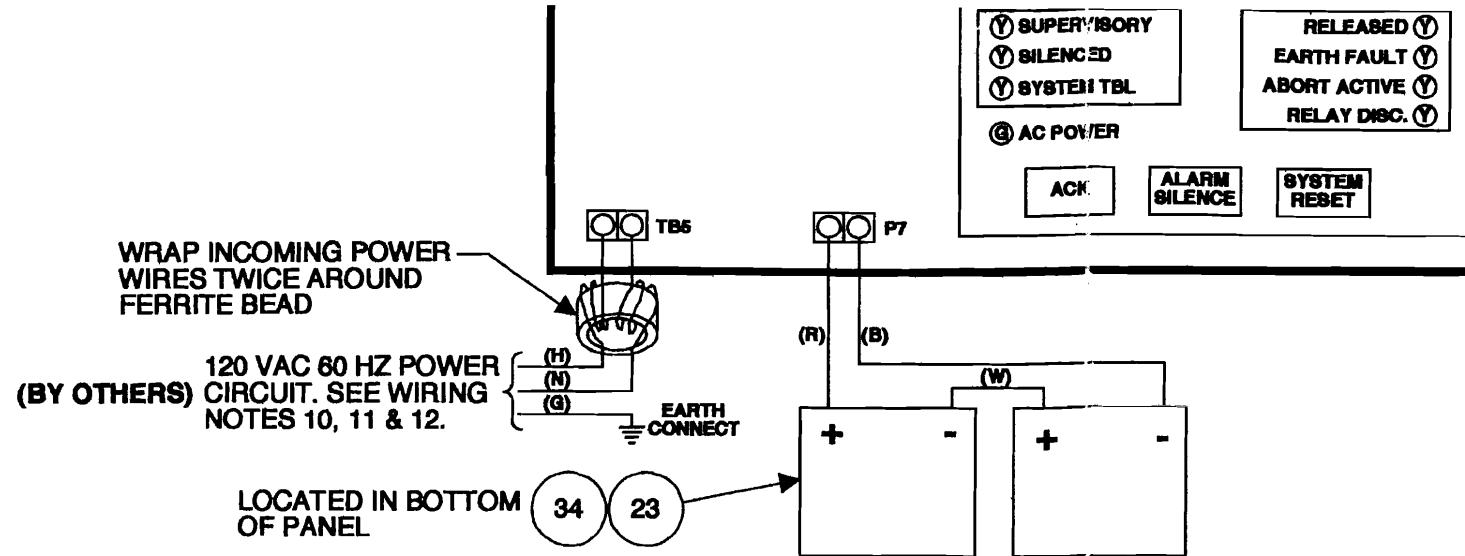 Ⓨ SUPERVISORY
Ⓨ SILENCED
Ⓨ SYSTEM TBL
Ⓖ AC POWER
RELEASED Ⓨ
EARTH FAULT Ⓨ
ABORT ACTIVE Ⓨ
RELAY DISC. Ⓨ
ACK
ALARM
SILENCE
SYSTEM
RESET
TB5
P7
WRAP INCOMING POWER
WIRES TWICE AROUND
FERRITE BEAD
(BY OTHERS)
120 VAC 60 HZ POWER
CIRCUIT. SEE WIRING
NOTES 10, 11 & 12.
(H)
(N)
(G)
EARTH
CONNECT
(R)
(B)
(W)
+ -
+ -
LOCATED IN BOTTOM
OF PANEL
34
23